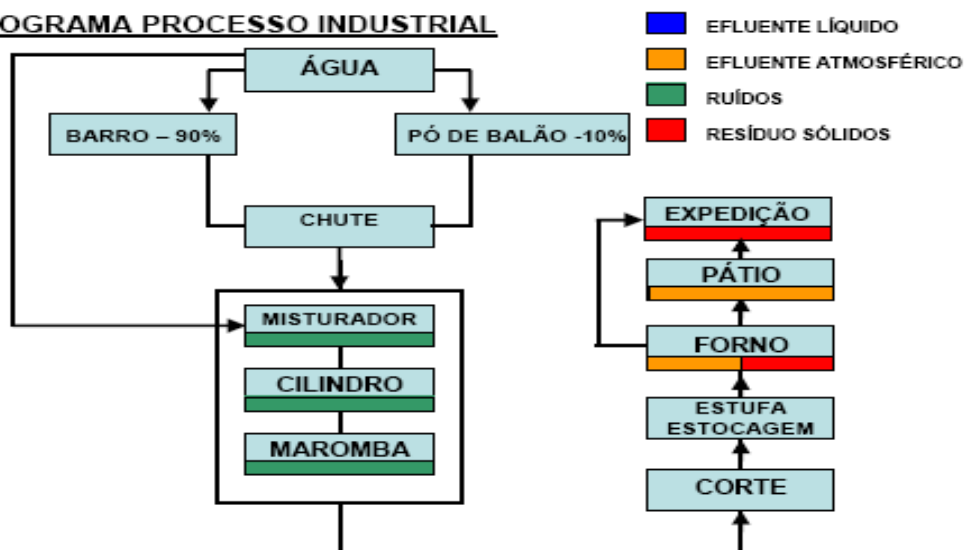 OGRAMA PROCESSO INDUSTRIAL
EFLUENTE LÍQUIDO
EFLUENTE ATMOSFÉRICO
RUÍDOS
RESÍDUO SÓLIDOS
ÁGUA
BARRO – 90%
PÓ DE BALÃO -10%
CHUTE
MISTURADOR
CILINDRO
MAROMBA
EXPEDIÇÃO
PÁTIO
FORNO
ESTUFA
ESTOCAGEM
CORTE